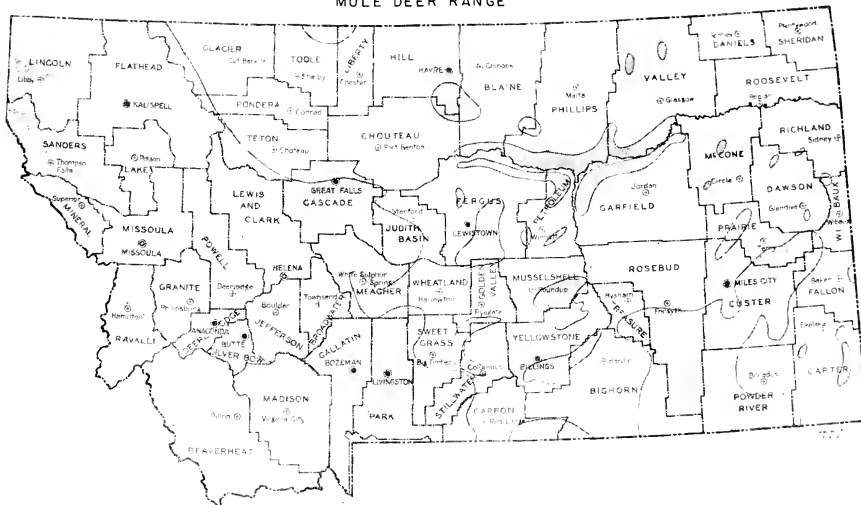 MULE DEER RANGE
LINCOLN
Libby
FLATHEAD
KALISPELL
GLACIER
Cut Bank
TOOLE
Shelby
LIBERTY
Chester
HILL
HAVRE
Chinook
BLAINE
Malta
PHILLIPS
VALLEY
Glasgow
DANIELS
Plentywood
SHERIDAN
ROOSEVELT
Poplar
PONDERA
Conrad
TETON
Choteau
CHOUTEAU
Fort Benton
SANDERS
Thompson
Falls
Polson
LAKE
RICHLAND
Sidney
McCONE
Circle
DAWSON
Glendive
WIBAUX
Wibaux
Superior
MINERAL
MISSOULA
MISSOULA
POWELL
LEWIS
AND
CLARK
GREAT FALLS
CASCADE
Stanford
JUDITH
BASIN
FERGUS
LEWISTOWN
PETROLEUM
Winnett
Jordan
GARFIELD
PRAIRIE
Terry
GRANITE
Philipsburg
Deerlodge
HELENA
Boulder
JEFFERSON
Townsend
BROADWATER
White Sulphur
Springs
MEAGHER
WHEATLAND
Harlowton
GOLDEN
VALLEY
Ryegate
MUSSELSHELL
Roundup
ROSEBUD
Hysham
Forsyth
TREASURE
MILES CITY
CUSTER
Baker
FALLON
Hamilton
RAVALLI
DEERLODGE
ANACONDA
BUTTE
SILVER BOW
GALLATIN
BOZEMAN
LIVINGSTON
PARK
SWEET
GRASS
Big Timber
STILLWATER
Columbus
YELLOWSTONE
BILLINGS
Hardin
BIGHORN
Broadus
POWDER
RIVER
Ekalaka
CARTER
MADISON
Virginia City
Dillon
BEAVERHEAD
CARBON
Red Lodge